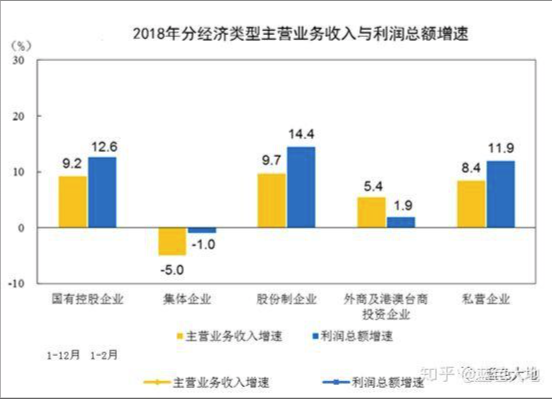 2018年分经济类型主营业务收入与利润总额增速
(%)
30
20
10
0
-10
9.2
12.6
-5.0
-1.0
9.7
14.4
5.4
1.9
8.4
11.9
国有控股企业
集体企业
股份制企业
外商及港澳台商
投资企业
私营企业
主营业务收入增速
利润总额增速
1-12月 1-2月
主营业务收入增速
利润总额增速
知乎
大地